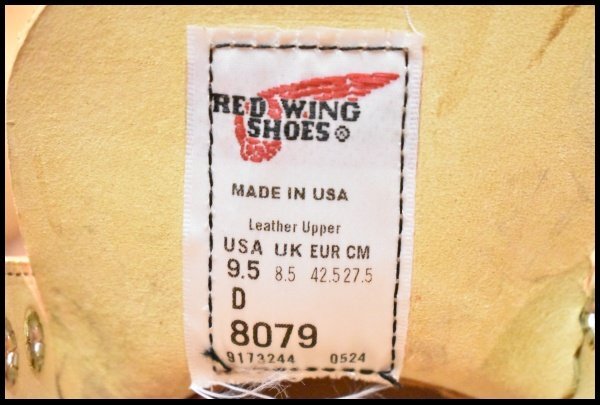 RED WING
SHOES ®
MADE IN USA
Leather Upper
USA UK EUR CM
9.5 8.5 42.5 27.5
D
8079
9173244 0524